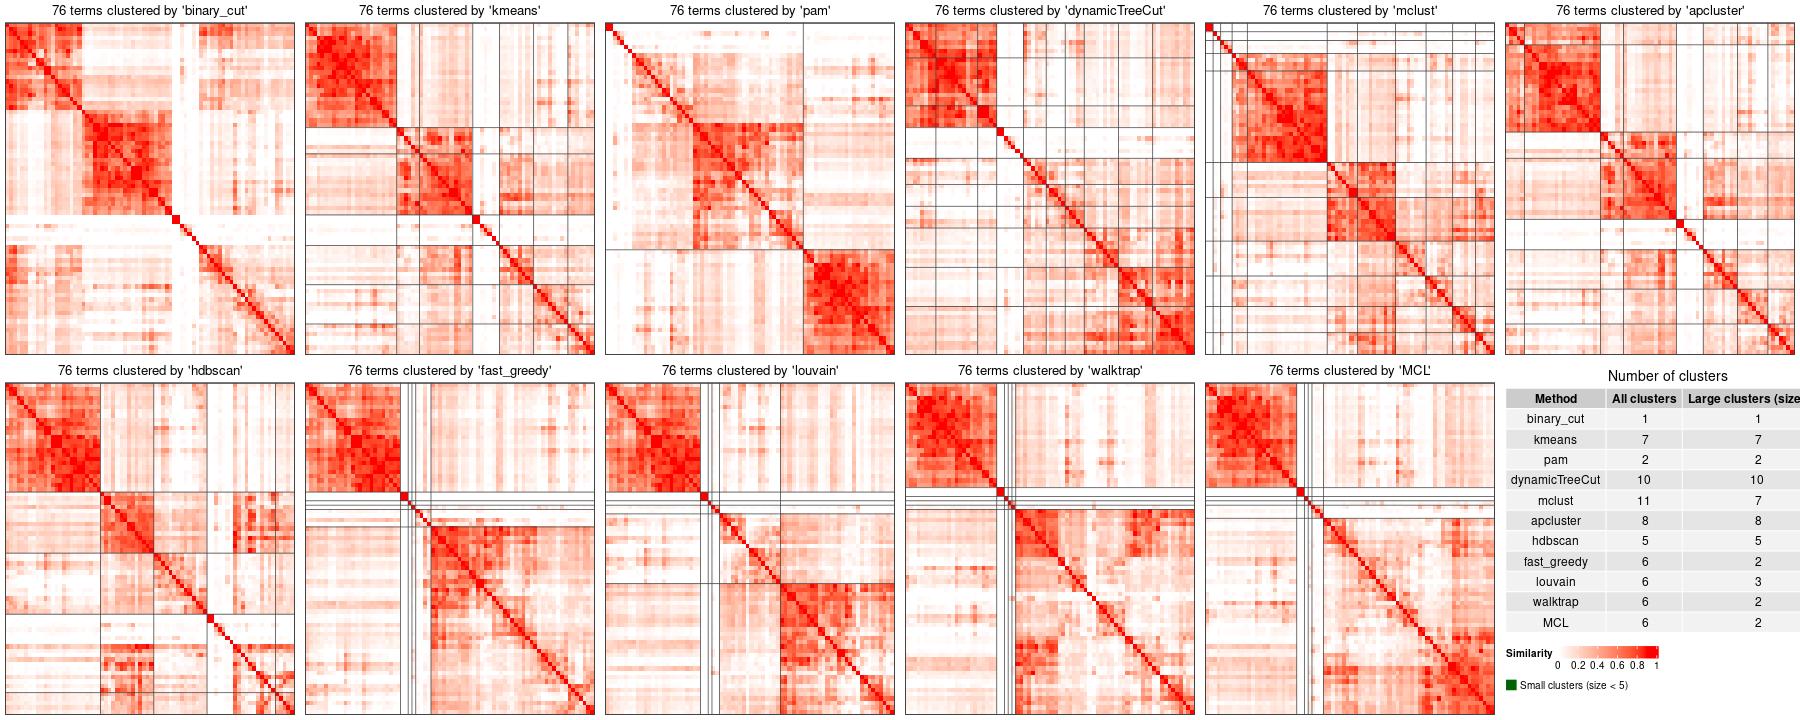 76 terms clustered by 'binary_cut'
76 terms clustered by 'kmeans'
76 terms clustered by 'pam'
76 terms clustered by 'dynamicTreeCut'
76 terms clustered by 'mclust'
76 terms clustered by 'apcluster'
76 terms clustered by 'hdbscan'
76 terms clustered by 'fast_greedy'
76 terms clustered by 'louvain'
76 terms clustered by 'walktrap'
76 terms clustered by 'MCL'
Number of clusters
Method All clusters Large clusters (size
binary_cut 1 1
kmeans 7 7
pam 2 2
dynamicTreeCut 10 10
mclust 11 7
apcluster 8 8
hdbscan 5 5
fast_greedy 6 2
louvain 6 3
walktrap 6 2
MCL 6 2
Similarity
0 0.2 0.4 0.6 0.8 1
Small clusters (size < 5)